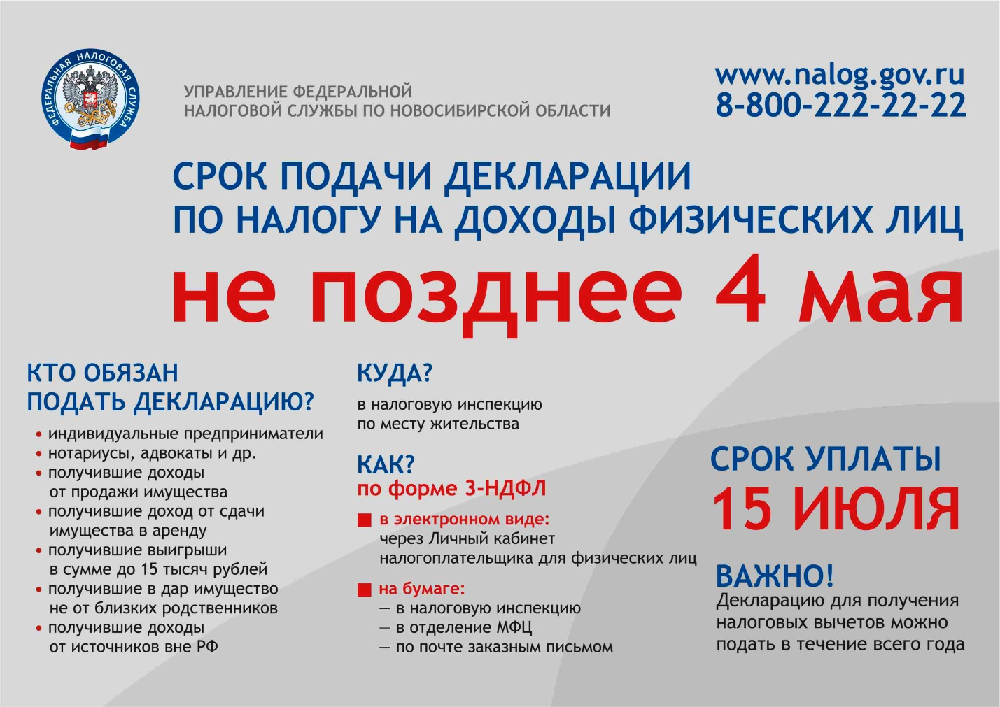 ФЕДЕРАЛЬНАЯ НАЛОГОВАЯ СЛУЖБА
УПРАВЛЕНИЕ ФЕДЕРАЛЬНОЙ
НАЛОГОВОЙ СЛУЖБЫ ПО НОВОСИБИРСКОЙ ОБЛАСТИ
www.nalog.gov.ru
8-800-222-22-22
СРОК ПОДАЧИ ДЕКЛАРАЦИИ
ПО НАЛОГУ НА ДОХОДЫ ФИЗИЧЕСКИХ ЛИЦ
не позднее 4 мая
КТО ОБЯЗАН
ПОДАТЬ ДЕКЛАРАЦИЮ?
• индивидуальные предприниматели
• нотариусы, адвокаты и др.
• получившие доходы
от продажи имущества
• получившие доход от сдачи
имущества в аренду
• получившие выигрыши
в сумме до 15 тысяч рублей
• получившие в дар имущество
не от близких родственников
• получившие доходы
от источников вне РФ
КУДА?
в налоговую инспекцию
по месту жительства
КАК?
по форме 3-НДФЛ
■ в электронном виде:
через Личный кабинет
налогоплательщика для физических лиц
■ на бумаге:
— в налоговую инспекцию
— в отделение МФЦ
— по почте заказным письмом
СРОК УПЛАТЫ
15 ИЮЛЯ
ВАЖНО!
Декларацию для получения
налоговых вычетов можно
подать в течение всего года